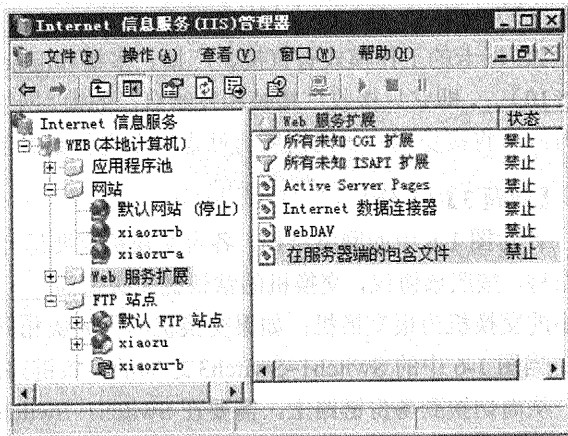 Internet 信息服务(IIS)管理器
文件(F) 操作(A) 查看(V) 窗口(W) 帮助(H)
Internet 信息服务
WEB(本地计算机)
应用程序池
网站
默认网站 (停止)
xiaozu-b
xiaozu-a
Web 服务扩展
FTP 站点
默认 FTP 站点
xiaozu
xiaozu-b
Web 服务扩展 状态
所有未知 CGI 扩展 禁止
所有未知 ISAPI 扩展 禁止
Active Server Pages 禁止
Internet 数据连接器 禁止
WebDAV 禁止
在服务器端的包含文件 禁止